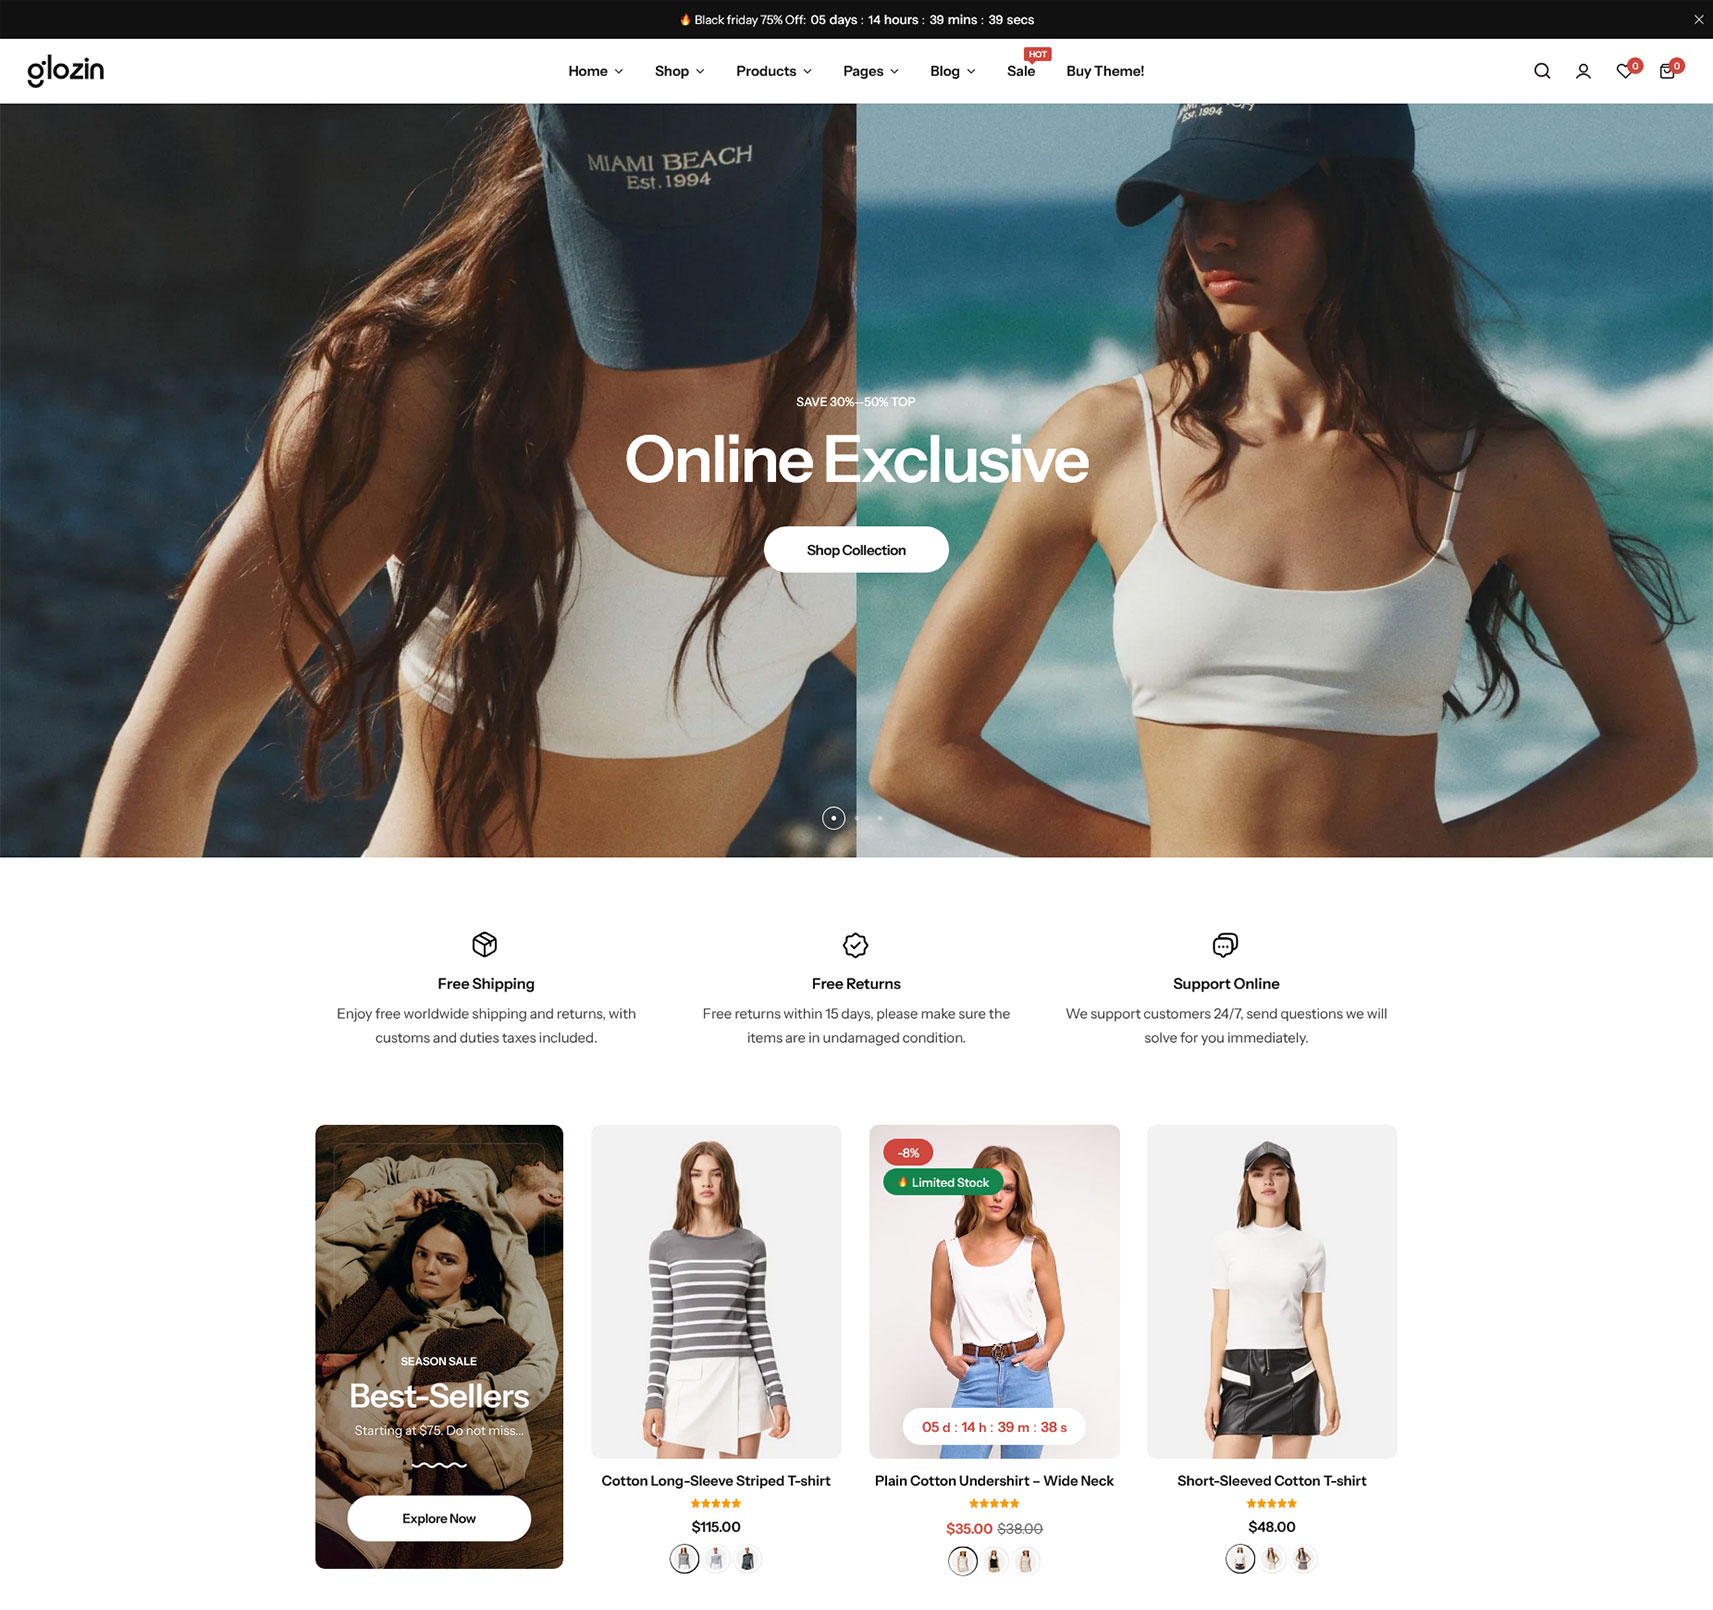 🔥 Black friday 75% Off: 05 days : 14 hours : 39 mins : 39 secs
glozin
Home
Shop
Products
Pages
Blog
Sale
HOT
Buy Theme!
0
0
MIAMI BEACH
Est. 1994
MIAMI BEACH
Est. 1994
SAVE 30%—50% TOP
Online Exclusive
Shop Collection
Free Shipping
Enjoy free worldwide shipping and returns, with
customs and duties taxes included.
Free Returns
Free returns within 15 days, please make sure the
items are in undamaged condition.
Support Online
We support customers 24/7, send questions we will
solve for you immediately.
SEASON SALE
Best-Sellers
Starting at $75. Do not miss...
Explore Now
Cotton Long-Sleeve Striped T-shirt
$115.00
-8%
🔥 Limited Stock
05 d : 14 h : 39 m : 38 s
Plain Cotton Undershirt – Wide Neck
$35.00 $38.00
Short-Sleeved Cotton T-shirt
$48.00